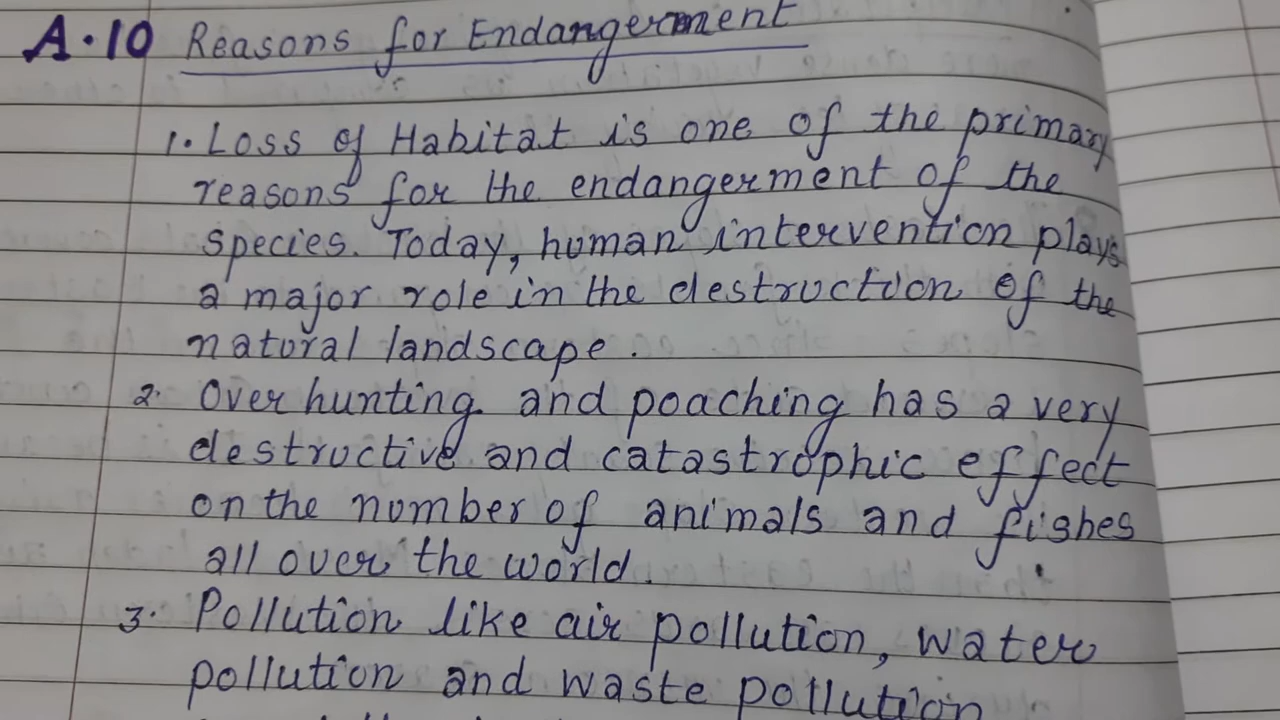 A.10 Reasons for Endangerment
1. Loss of Habitat is one of the primary
reasons for the endangerment of the
species. Today, human intervention plays
a major role in the destruction of the
natural landscape.
2. Over hunting and poaching has a very
destructive and catastrophic effect
on the number of animals and fishes
all over the world.
3. Pollution like air pollution, water
pollution and waste pollution